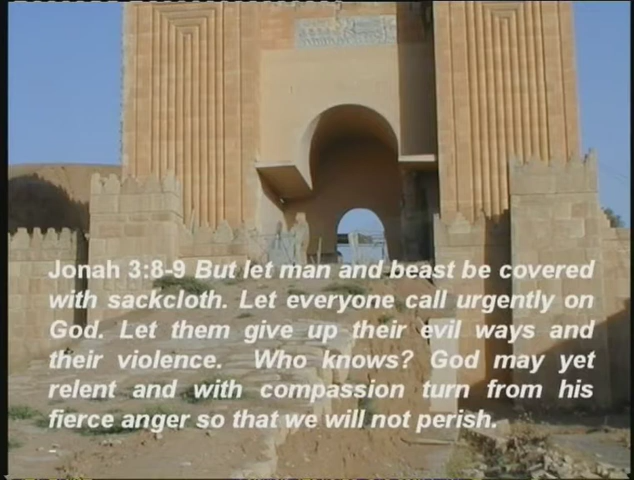 Jonah 3:8-9 But let man and beast be covered
with sackcloth. Let everyone call urgently on
God. Let them give up their evil ways and
their violence. Who knows? God may yet
relent and with compassion turn from his
fierce anger so that we will not perish.